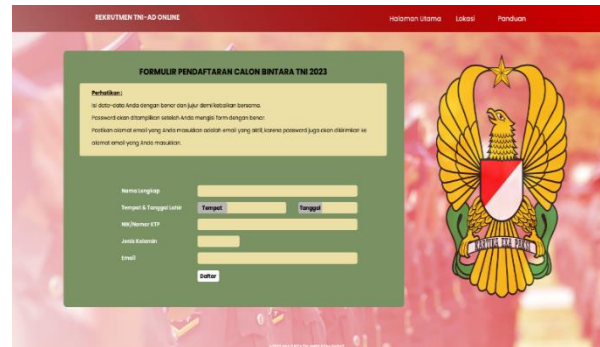 REKRUTMEN TNI-AD ONLINE
Halaman Utama Lokasi Panduan
FORMULIR PENDAFTARAN CALON BINTARA TNI 2023
Perhatikan :
Isi data-data Anda dengan benar dan jujur demi kebaikan bersama.
Password akan ditampilkan setelah Anda mengisi form dengan benar.
Pastikan alamat email yang Anda masukkan adalah email yang aktif, karena password juga akan dikirimkan ke
alamat email yang Anda masukkan.
Nama Lengkap
Tempat & Tanggal Lahir Tempat Tanggal
NIK/Nomor KTP
Jenis Kelamin
Email
Daftar
KARTIKA EKA PAKSI